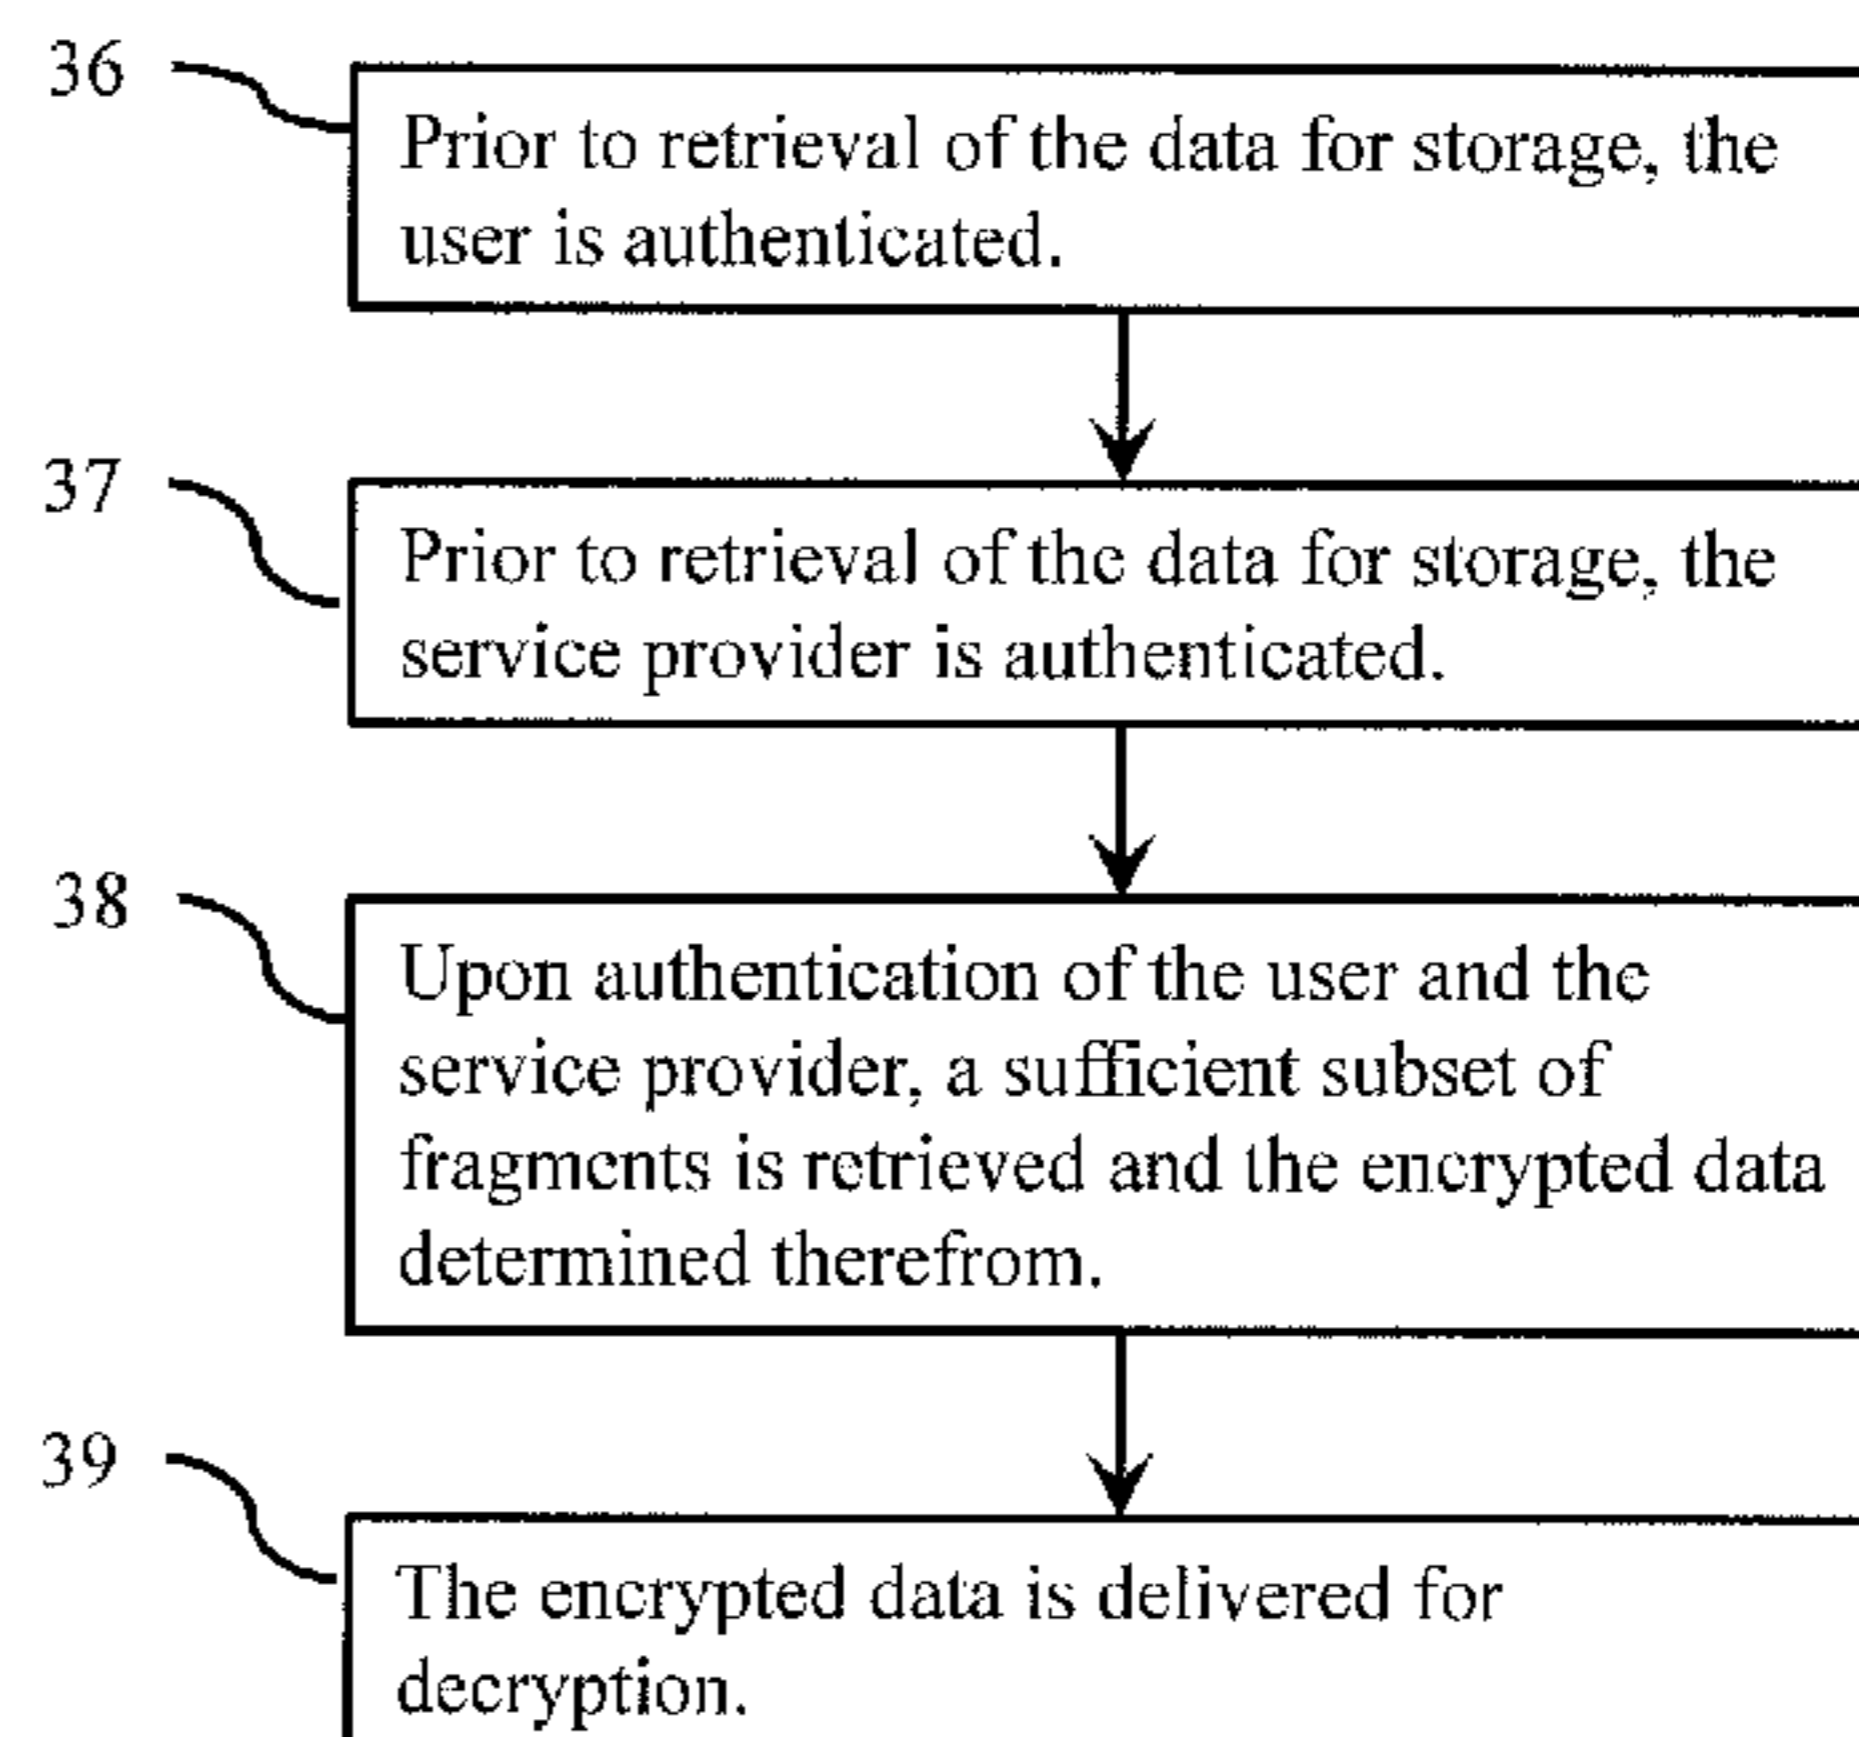 36
Prior to retrieval of the data for storage, the
user is authenticated.
37
Prior to retrieval of the data for storage, the
service provider is authenticated.
38
Upon authentication of the user and the
service provider, a sufficient subset of
fragments is retrieved and the encrypted data
determined therefrom.
39
The encrypted data is delivered for
decryption.